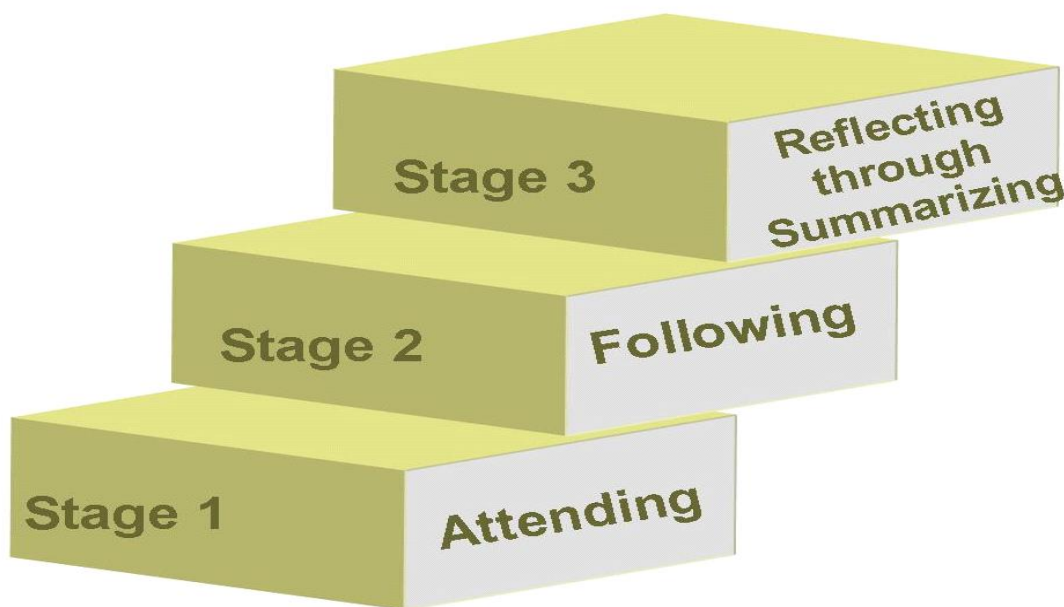 Stage 3
Reflecting
through
Summarizing
Stage 2
Following
Stage 1
Attending